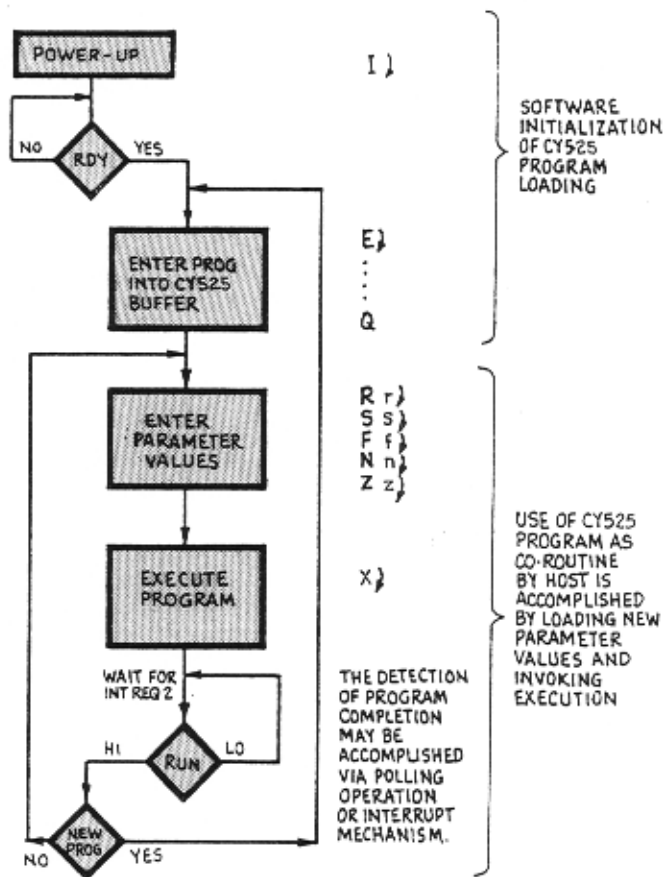 POWER-UP
I⤸
NO
RDY
YES
SOFTWARE
INITIALIZATION
OF CY525
PROGRAM
LOADING
ENTER PROG
INTO CY525
BUFFER
E⤸
.
.
.
.
Q
ENTER
PARAMETER
VALUES
R r⤸
S s⤸
F f⤸
N n⤸
Z z⤸
EXECUTE
PROGRAM
X⤸
USE OF CY525
PROGRAM AS
CO-ROUTINE
BY HOST IS
ACCOMPLISHED
BY LOADING NEW
PARAMETER
VALUES AND
INVOKING
EXECUTION
WAIT FOR
INT REQ 2
HI
RUN
LO
THE DETECTION
OF PROGRAM
COMPLETION
MAY BE
ACCOMPLISHED
VIA POLLING
OPERATION
OR INTERRUPT
MECHANISM.
NO
NEW
PROG
YES